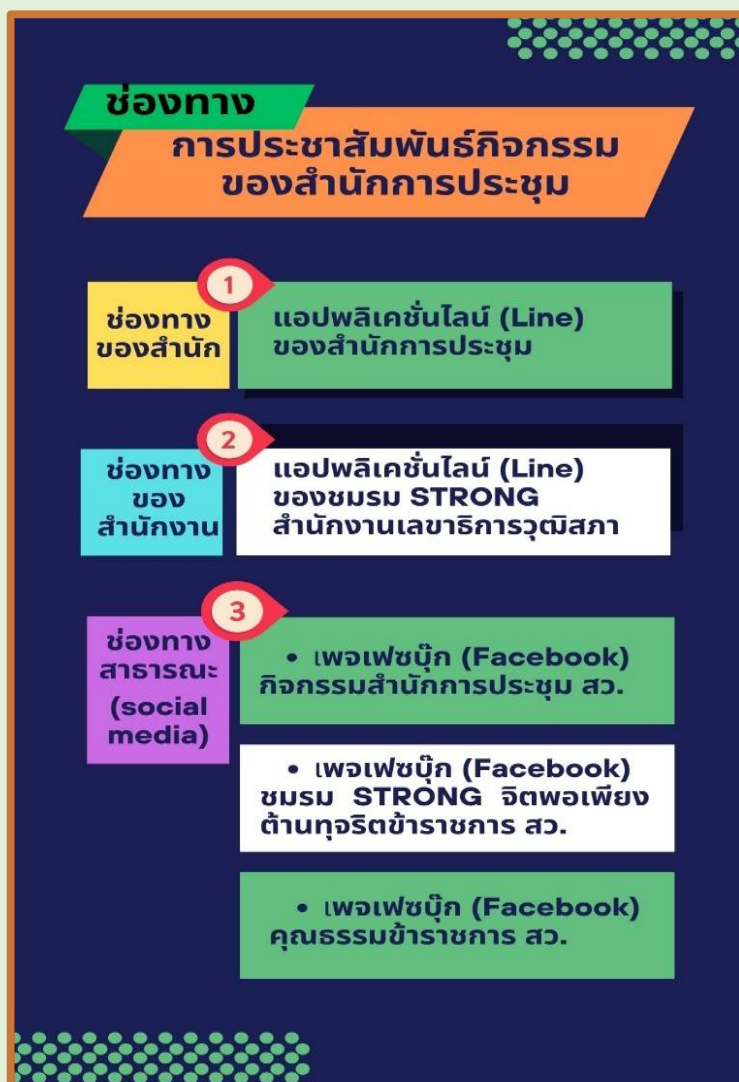 ช่องทาง
การประชาสัมพันธ์กิจกรรม
ของสำนักการประชุม
1
ช่องทาง
ของสำนัก
แอปพลิเคชั่นไลน์ (Line)
ของสำนักการประชุม
2
ช่องทาง
ของ
สำนักงาน
แอปพลิเคชั่นไลน์ (Line)
ของชมรม STRONG
สำนักงานเลขาธิการวุฒิสภา
3
ช่องทาง
สาธารณะ
(social
media)
• เพจเฟซบุ๊ก (Facebook)
กิจกรรมสำนักการประชุม สว.
• เพจเฟซบุ๊ก (Facebook)
ชมรม STRONG จิตพอเพียง
ต้านทุจริตข้าราชการ สว.
• เพจเฟซบุ๊ก (Facebook)
คุณธรรมข้าราชการ สว.